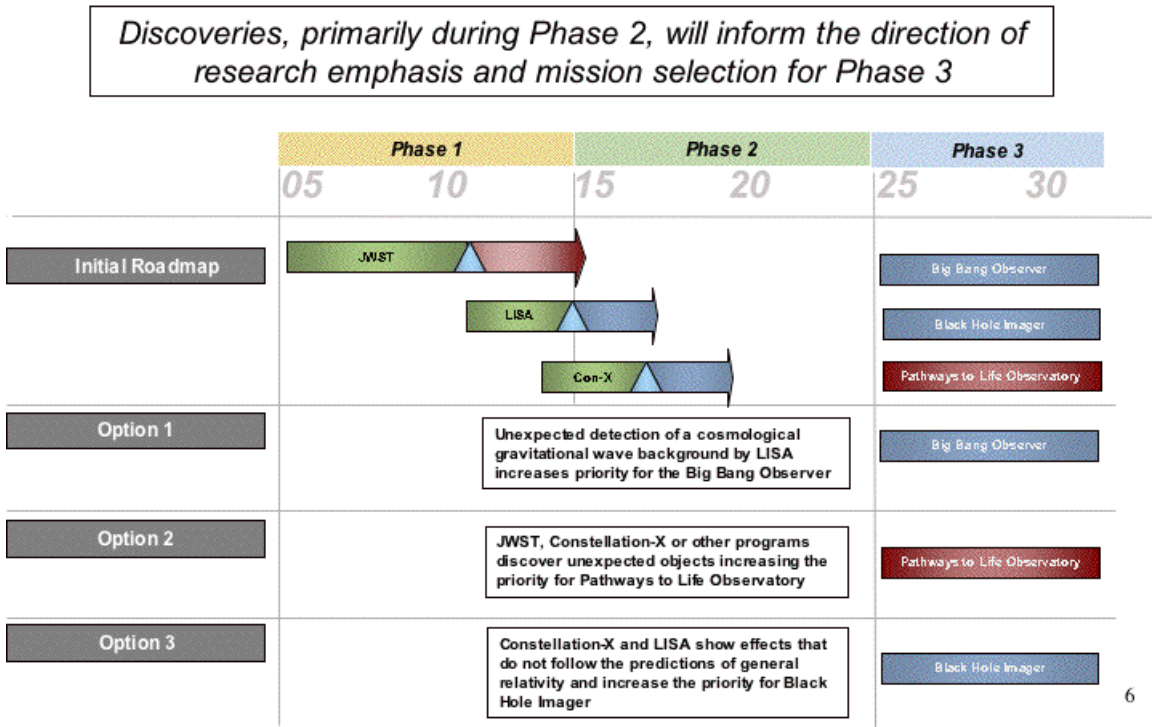 Discoveries, primarily during Phase 2, will inform the direction of
research emphasis and mission selection for Phase 3
Phase 1 Phase 2 Phase 3
05 10 15 20 25 30
Initial Roadmap
JWST
Big Bang Observer
LISA
Black Hole Imager
Con-X
Pathways to Life Observatory
Option 1
Unexpected detection of a cosmological
gravitational wave background by LISA
increases priority for the Big Bang Observer
Big Bang Observer
Option 2
JWST, Constellation-X or other programs
discover unexpected objects increasing the
priority for Pathways to Life Observatory
Pathways to Life Observatory
Option 3
Constellation-X and LISA show effects that
do not follow the predictions of general
relativity and increase the priority for Black
Hole Imager
Black Hole Imager
6